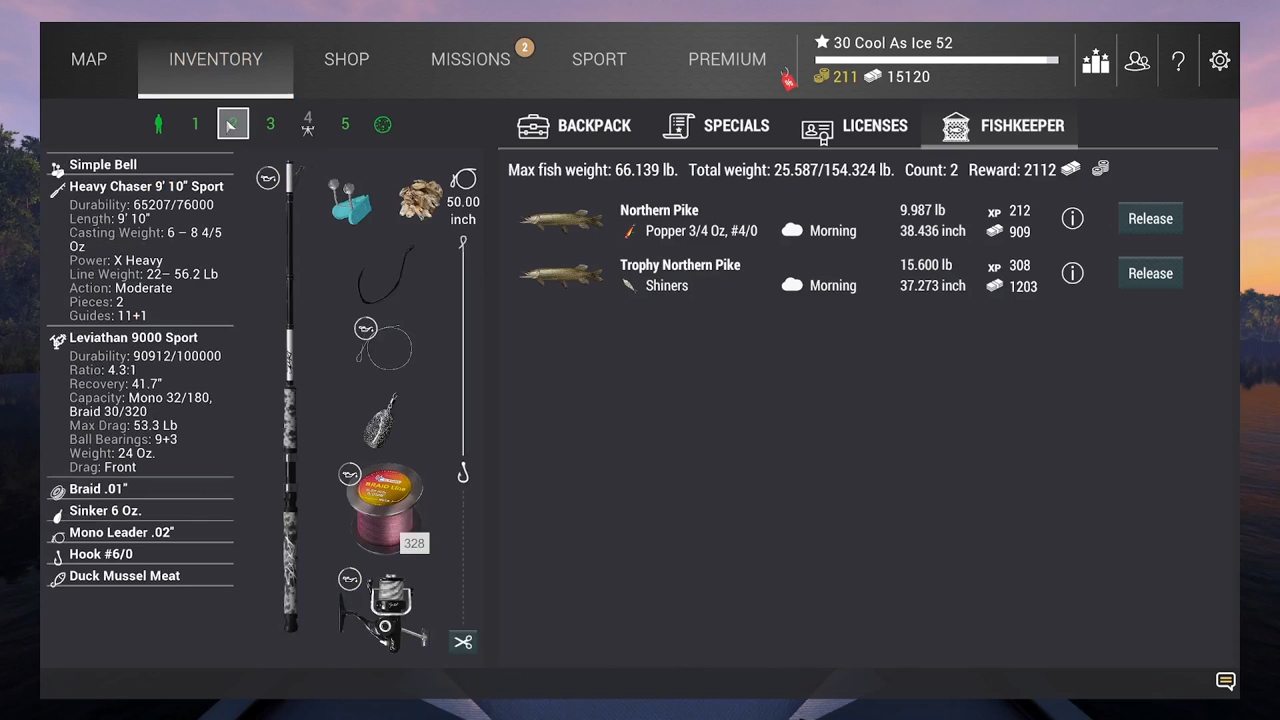 MAP
INVENTORY
SHOP
MISSIONS
2
SPORT
PREMIUM
30 Cool As Ice 52
211 15120
1
3
4
5
BACKPACK
SPECIALS
LICENSES
FISHKEEPER
Simple Bell
Heavy Chaser 9' 10" Sport
Durability: 65207/76000
Length: 9' 10"
Casting Weight: 6 – 8 4/5
Oz
Power: X Heavy
Line Weight: 22– 56.2 Lb
Action: Moderate
Pieces: 2
Guides: 11+1
Leviathan 9000 Sport
Durability: 90912/100000
Ratio: 4.3:1
Recovery: 41.7"
Capacity: Mono 32/180,
Braid 30/320
Max Drag: 53.3 Lb
Ball Bearings: 9+3
Weight: 24 Oz.
Drag: Front
Braid .01"
Sinker 6 Oz.
Mono Leader .02"
Hook #6/0
Duck Mussel Meat
50.00
inch
BRAID Line
328
Max fish weight: 66.139 lb. Total weight: 25.587/154.324 lb. Count: 2 Reward: 2112
Northern Pike 9.987 lb XP 212
Popper 3/4 Oz, #4/0 Morning 38.436 inch 909
Release
Trophy Northern Pike 15.600 lb XP 308
Shiners Morning 37.273 inch 1203
Release